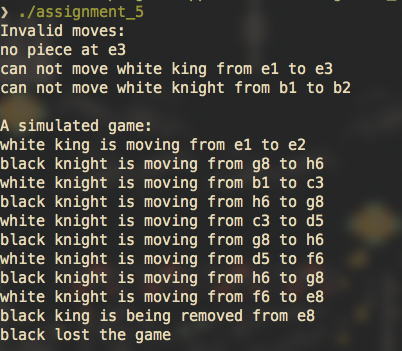 ❯ ./assignment_5
Invalid moves:
no piece at e3
can not move white king from e1 to e3
can not move white knight from b1 to b2

A simulated game:
white king is moving from e1 to e2
black knight is moving from g8 to h6
white knight is moving from b1 to c3
black knight is moving from h6 to g8
white knight is moving from c3 to d5
black knight is moving from g8 to h6
white knight is moving from d5 to f6
black knight is moving from h6 to g8
white knight is moving from f6 to e8
black king is being removed from e8
black lost the game